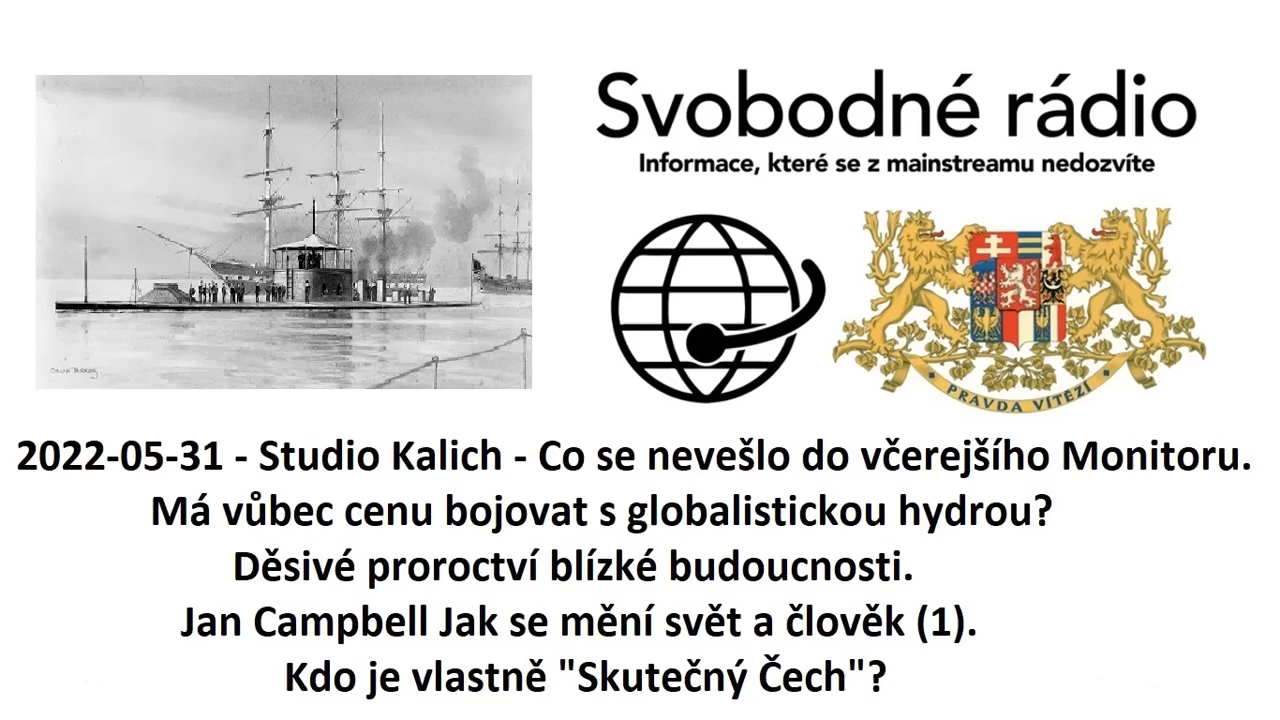 Svobodné rádio
Informace, které se z mainstreamu nedozvíte
PRAVDA VÍTĚZÍ
2022-05-31 - Studio Kalich - Co se nevešlo do včerejšího Monitoru.
Má vůbec cenu bojovat s globalistickou hydrou?
Děsivé proroctví blízké budoucnosti.
Jan Campbell Jak se mění svět a člověk (1).
Kdo je vlastně "Skutečný Čech"?